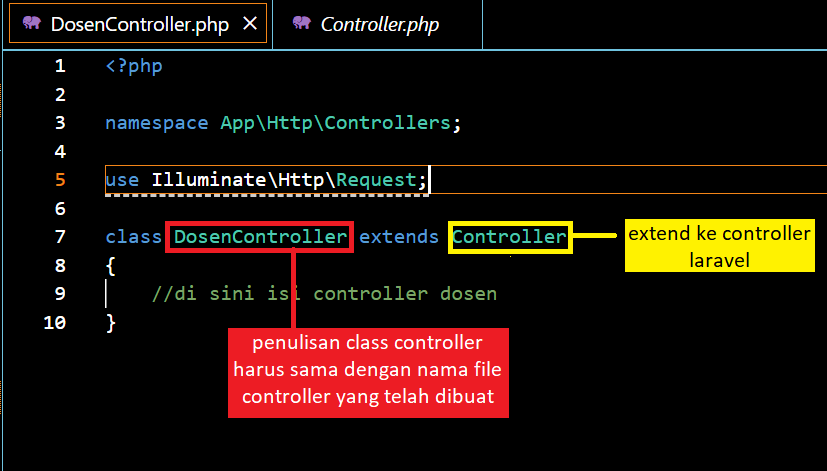 DosenController.php ×
Controller.php
1 <?php
2
3 namespace App\Http\Controllers;
4
5 use Illuminate\Http\Request;
6
7 class DosenController extends Controller
extend ke controller
laravel
8 {
9 //di sini isi controller dosen
10 }
penulisan class controller
harus sama dengan nama file
controller yang telah dibuat